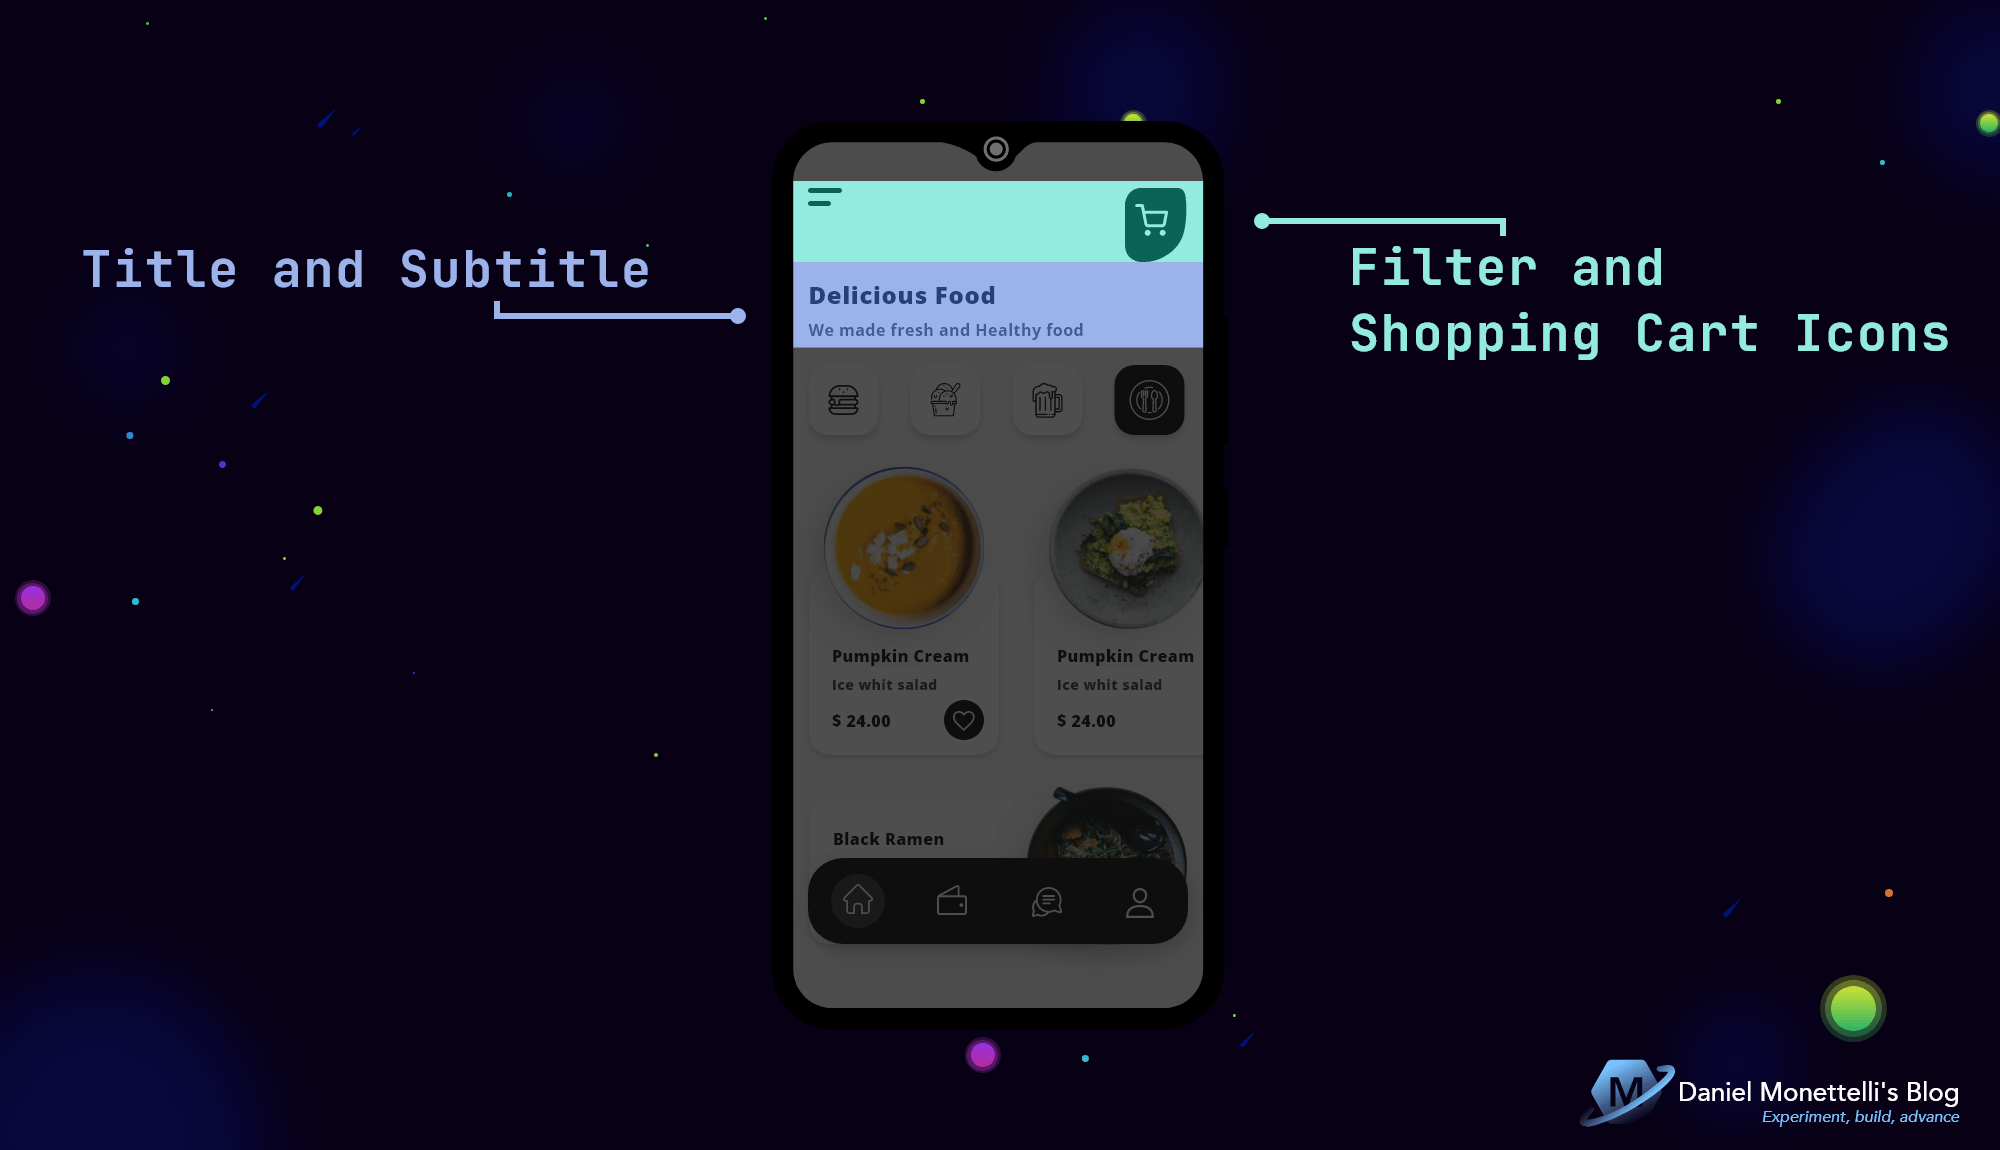 Title and Subtitle
Filter and
Shopping Cart Icons
Delicious Food
We made fresh and Healthy food
Pumpkin Cream
Ice whit salad
$ 24.00
Pumpkin Cream
Ice whit salad
$ 24.00
Black Ramen
M
Daniel Monettelli's Blog
Experiment, build, advance